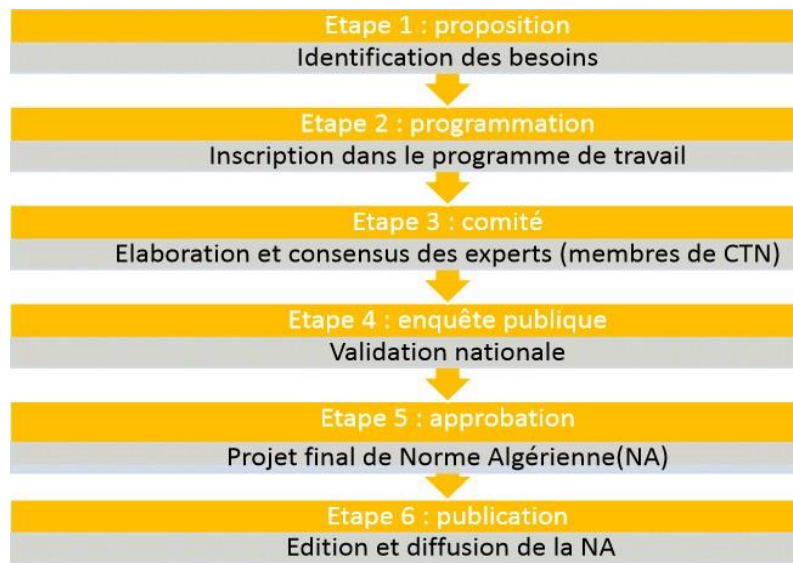 Etape 1 : proposition
Identification des besoins
Etape 2 : programmation
Inscription dans le programme de travail
Etape 3 : comité
Elaboration et consensus des experts (membres de CTN)
Etape 4 : enquête publique
Validation nationale
Etape 5 : approbation
Projet final de Norme Algérienne(NA)
Etape 6 : publication
Edition et diffusion de la NA